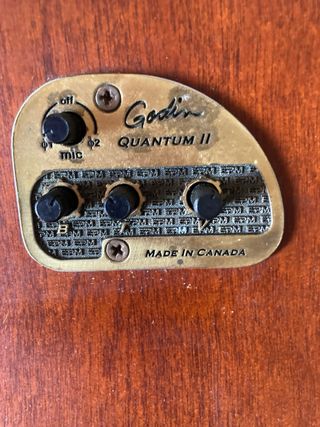 off
Godin
φ1 φ2
QUANTUM II
mic
B T V
MADE IN CANADA